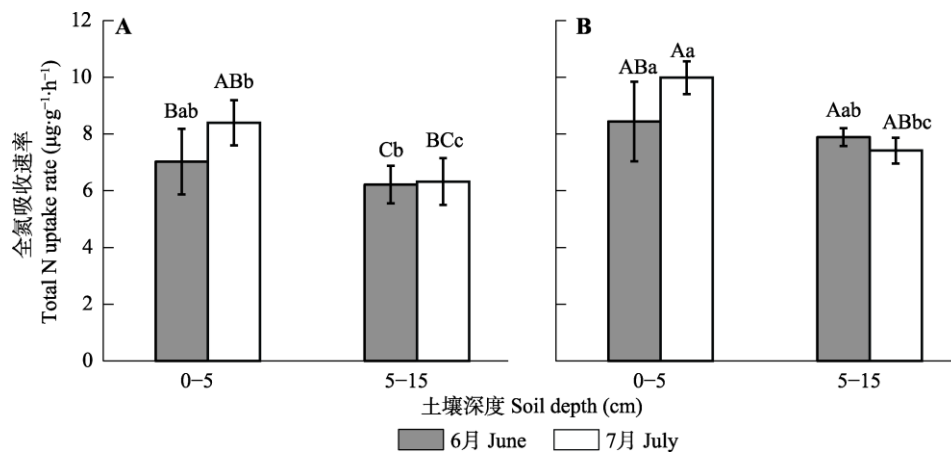 A
B
全氮吸收速率
Total N uptake rate (μg·g⁻¹·h⁻¹)
12
10
8
6
4
2
0
Bab
ABb
Cb
BCc
ABa
Aa
Aab
ABbc
0−5
5−15
0−5
5−15
土壤深度 Soil depth (cm)
6月 June
7月 July